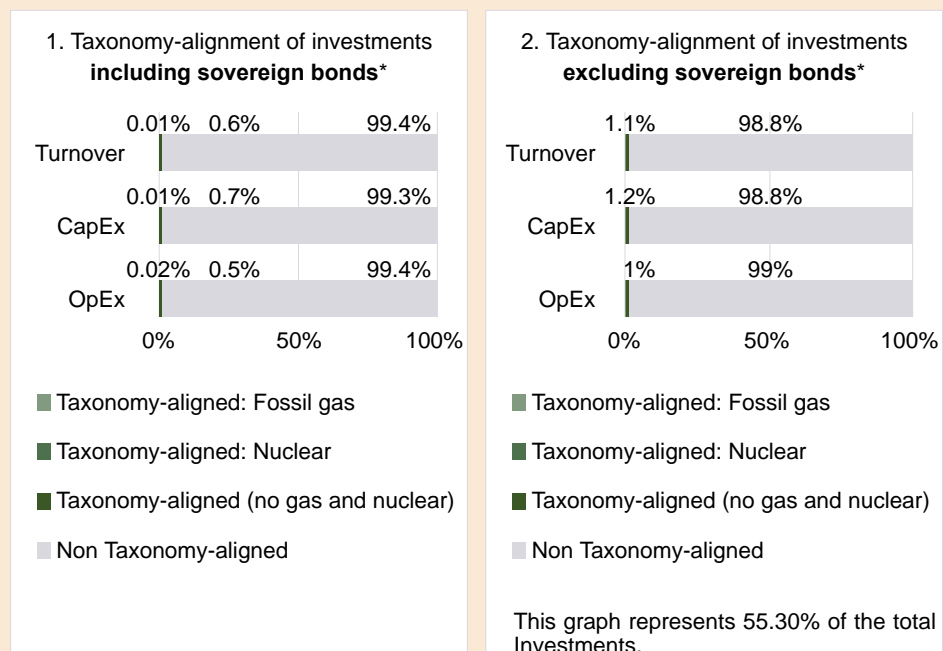 1. Taxonomy-alignment of investments
including sovereign bonds*
0.01% 0.6% 99.4%
Turnover
0.01% 0.7% 99.3%
CapEx
0.02% 0.5% 99.4%
OpEx
0% 50% 100%
Taxonomy-aligned: Fossil gas
Taxonomy-aligned: Nuclear
Taxonomy-aligned (no gas and nuclear)
Non Taxonomy-aligned
2. Taxonomy-alignment of investments
excluding sovereign bonds*
1.1% 98.8%
Turnover
1.2% 98.8%
CapEx
1% 99%
OpEx
0% 50% 100%
Taxonomy-aligned: Fossil gas
Taxonomy-aligned: Nuclear
Taxonomy-aligned (no gas and nuclear)
Non Taxonomy-aligned
This graph represents 55.30% of the total
Investments.